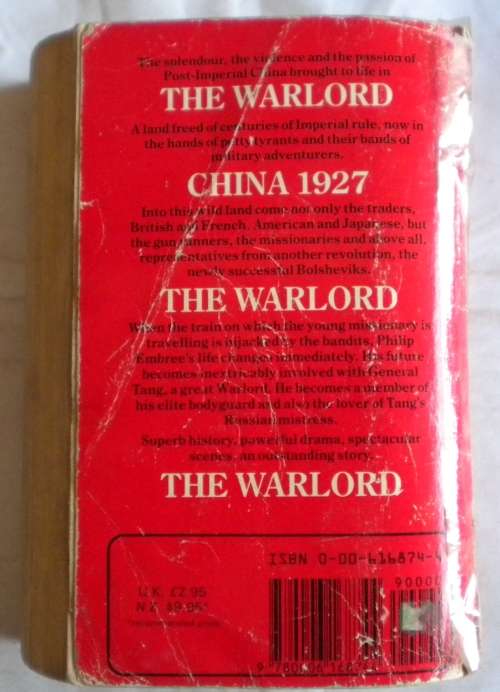 The splendour, the violence and the passion of
Post-Imperial China brought to life in
THE WARLORD
A land freed of centuries of Imperial rule, now in
the hands of petty tyrants and their bands of
military adventurers.
CHINA 1927
Into this wild land come not only the traders,
British and French, American and Japanese, but
the gun runners, the missionaries and above all,
representatives from another revolution, the
newly successful Bolsheviks.
THE WARLORD
When the train on which the young missionary is
travelling is hijacked by the bandits, Philip
Embree's life changes immediately. His future
becomes inextricably involved with General
Tang, a great Warlord. He becomes a member of
his elite bodyguard and also the lover of Tang's
Russian mistress.
Superb history, powerful drama, spectacular
scenes, an outstanding story.
THE WARLORD
ISBN 0-00-616874-
9000
U.K. £2.95
N.Z. $9.95*
9 780006 168